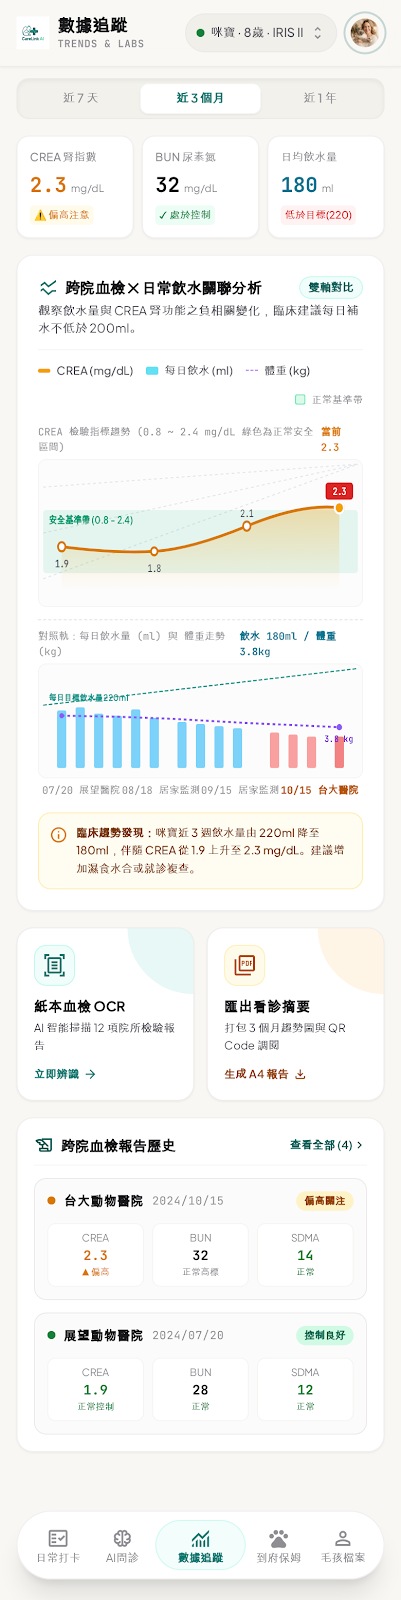 CareLink AI
數據追蹤
TRENDS & LABS
咪寶 · 8歲 · IRIS II
近 7 天
近 3 個月
近 1 年
CREA 腎指數
2.3 mg/dL
⚠️ 偏高注意
BUN 尿素氮
32 mg/dL
✓ 處於控制
日均飲水量
180 ml
低於目標(220)
跨院血檢 × 日常飲水關聯分析
雙軸對比
觀察飲水量與 CREA 腎功能之負相關變化，臨床建議每日補
水不低於 200ml。
CREA (mg/dL)
每日飲水 (ml)
體重 (kg)
正常基準帶
CREA 檢驗指標趨勢 (0.8 ~ 2.4 mg/dL 綠色為正常安全
區間)
當前
2.3
2.3
2.1
安全基準帶 (0.8 - 2.4)
1.9
1.8
對照軌：每日飲水量 (ml) 與 體重走勢
(kg)
飲水 180ml / 體重
3.8kg
每日目標飲水量 220ml
3.8 kg
07/20 展望醫院
08/18 居家監測
09/15 居家監測
10/15 台大醫院
臨床趨勢發現：咪寶近 3 週飲水量由 220ml 降至
180ml，伴隨 CREA 從 1.9 上升至 2.3 mg/dL。建議增
加濕食水合或就診複查。
紙本血檢 OCR
AI 智能掃描 12 項院所檢驗報
告
立即辨識 →
PDF
匯出看診摘要
打包 3 個月趨勢圖與 QR
Code 調閱
生成 A4 報告
跨院血檢報告歷史
查看全部 (4) >
台大動物醫院 2024/10/15
偏高關注
CREA
2.3
▲ 偏高
BUN
32
正常高標
SDMA
14
正常
展望動物醫院 2024/07/20
控制良好
CREA
1.9
正常控制
BUN
28
正常
SDMA
12
正常
日常打卡
AI問診
數據追蹤
到府保姆
毛孩檔案